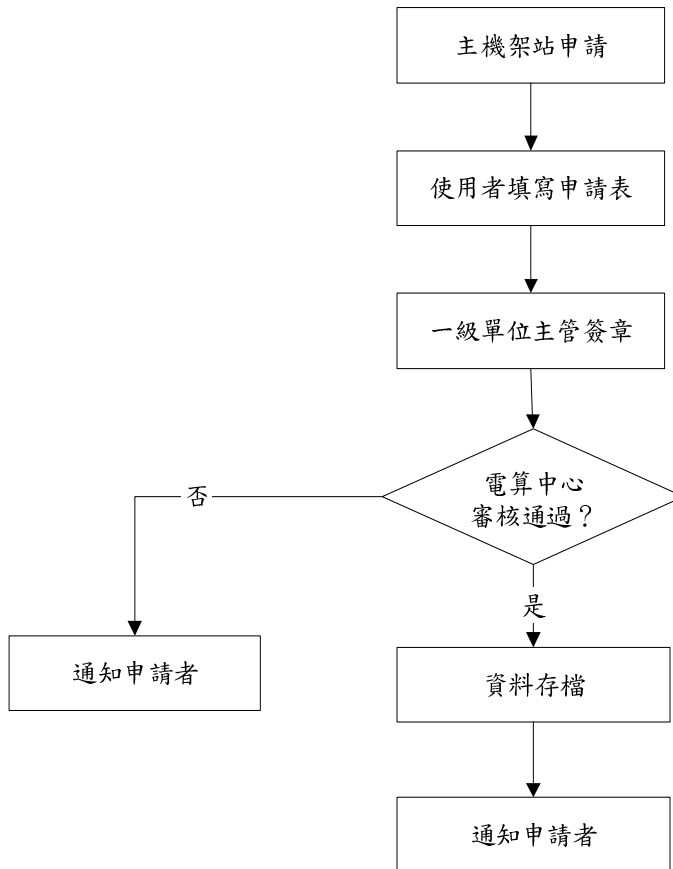 主機架站申請
使用者填寫申請表
一級單位主管簽章
電算中心
審核通過？
否
是
通知申請者
資料存檔
通知申請者